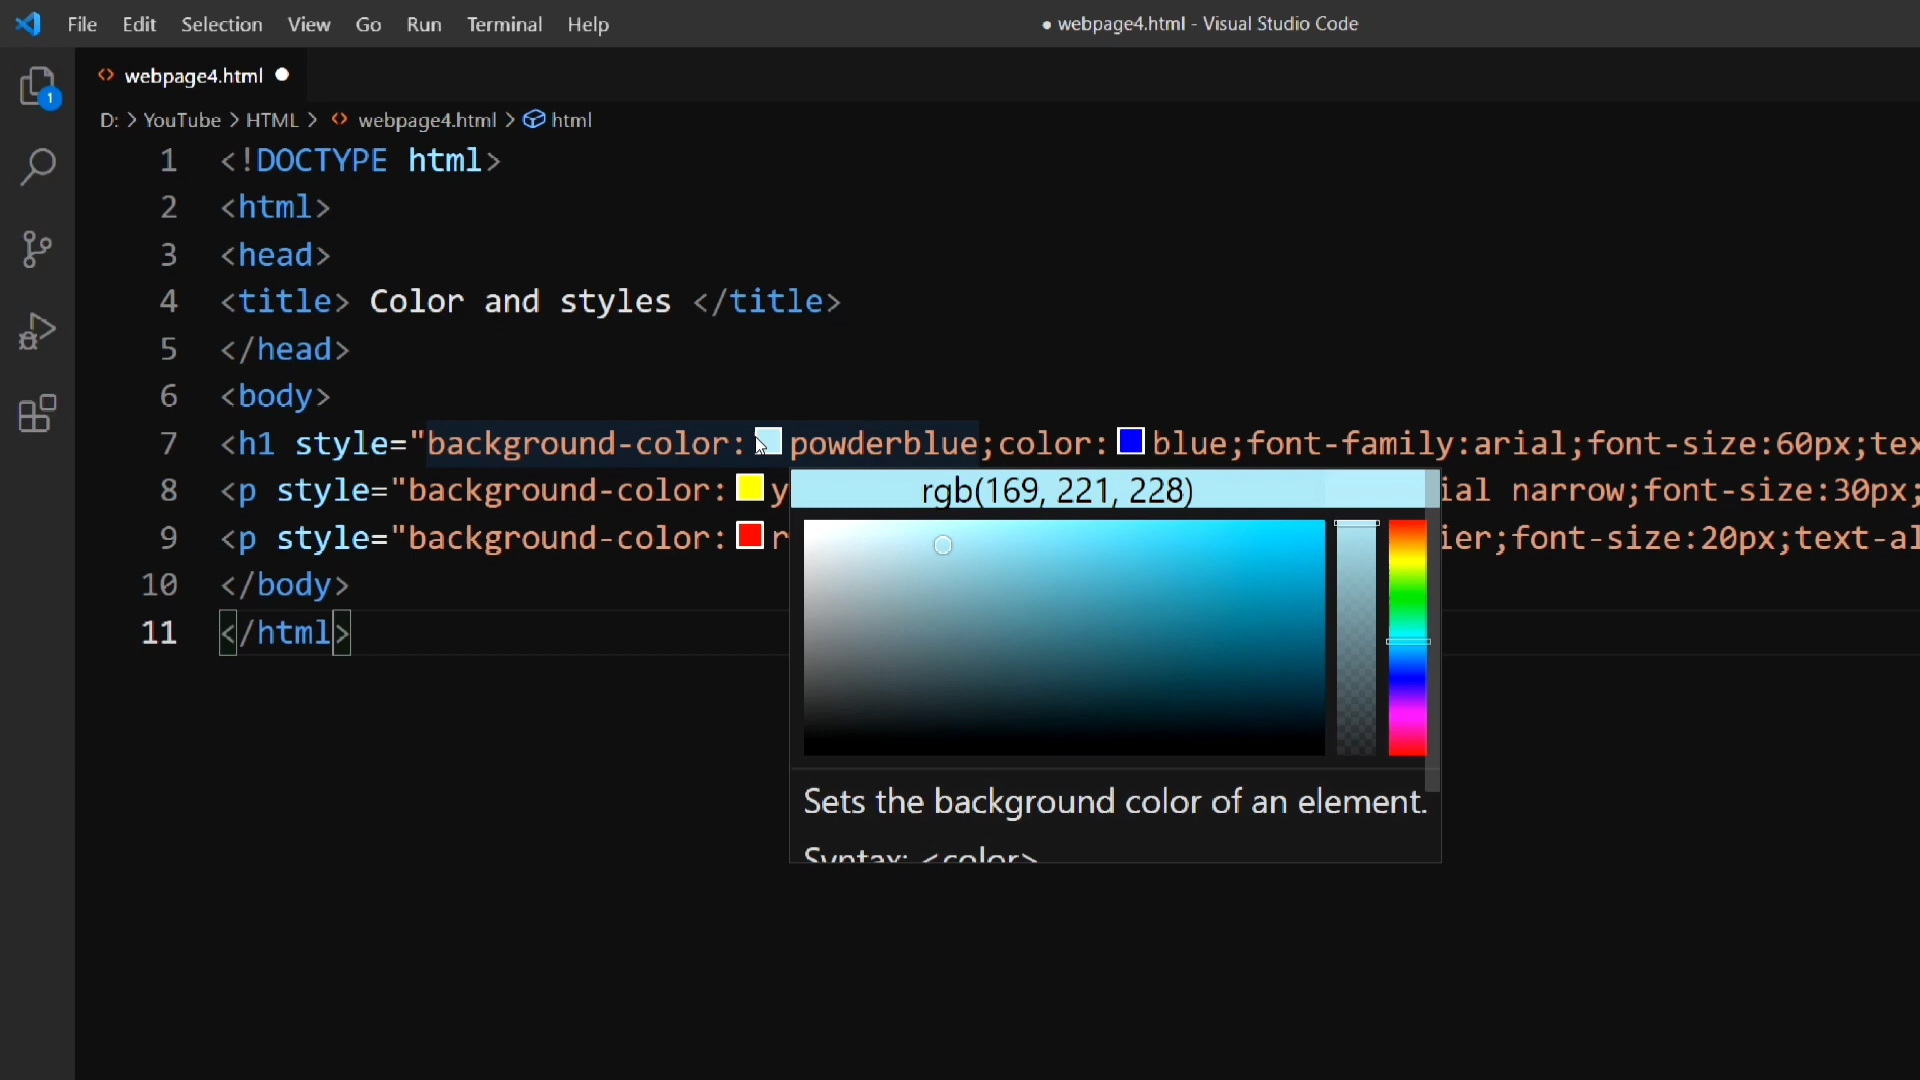 File Edit Selection View Go Run Terminal Help
● webpage4.html - Visual Studio Code
1
webpage4.html
D: > YouTube > HTML > webpage4.html > html
1 <!DOCTYPE html>
2 <html>
3 <head>
4 <title> Color and styles </title>
5 </head>
6 <body>
7 <h1 style="background-color: powderblue;color: blue;font-family:arial;font-size:60px;tex
8 <p style="background-color: y
ial narrow;font-size:30px;
9 <p style="background-color: r
ier;font-size:20px;text-al
10 </body>
11 </html>
rgb(169, 221, 228)
Sets the background color of an element.
Syntax: <color>